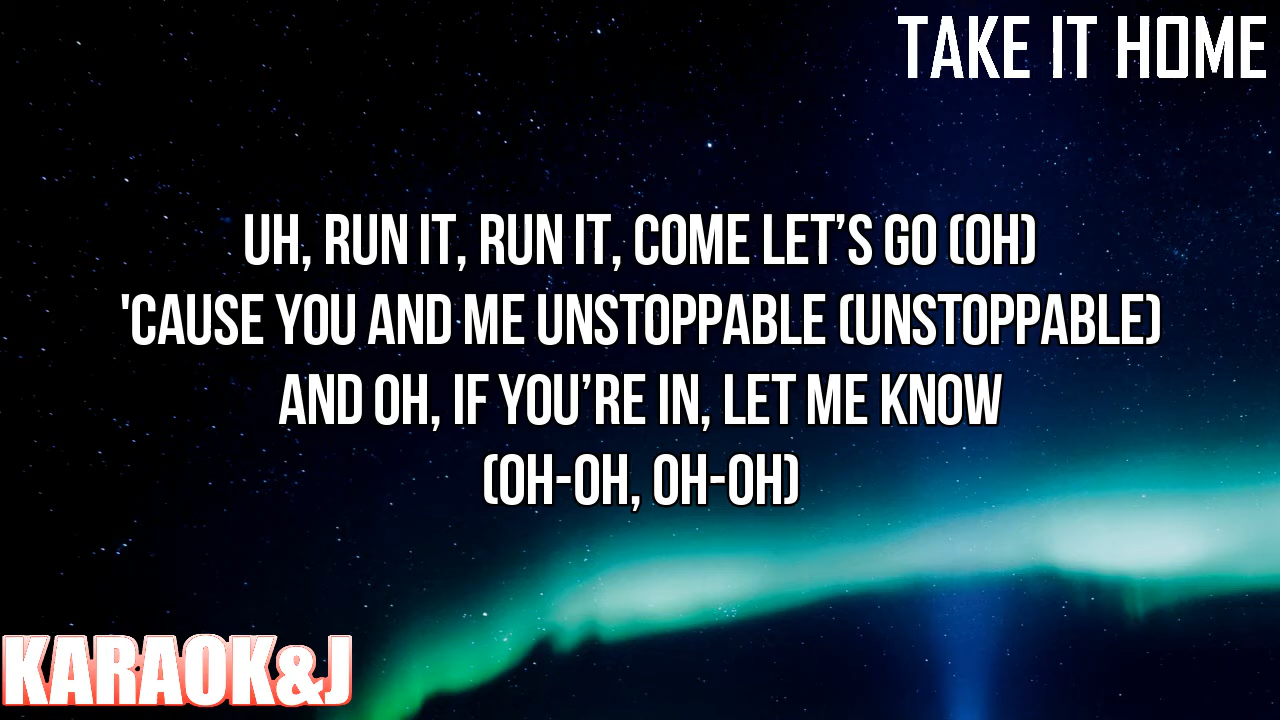 TAKE IT HOME
UH, RUN IT, RUN IT, COME LET’S GO (OH)
'CAUSE YOU AND ME UNSTOPPABLE (UNSTOPPABLE)
AND OH, IF YOU’RE IN, LET ME KNOW
(OH-OH, OH-OH)
KARAOK&J